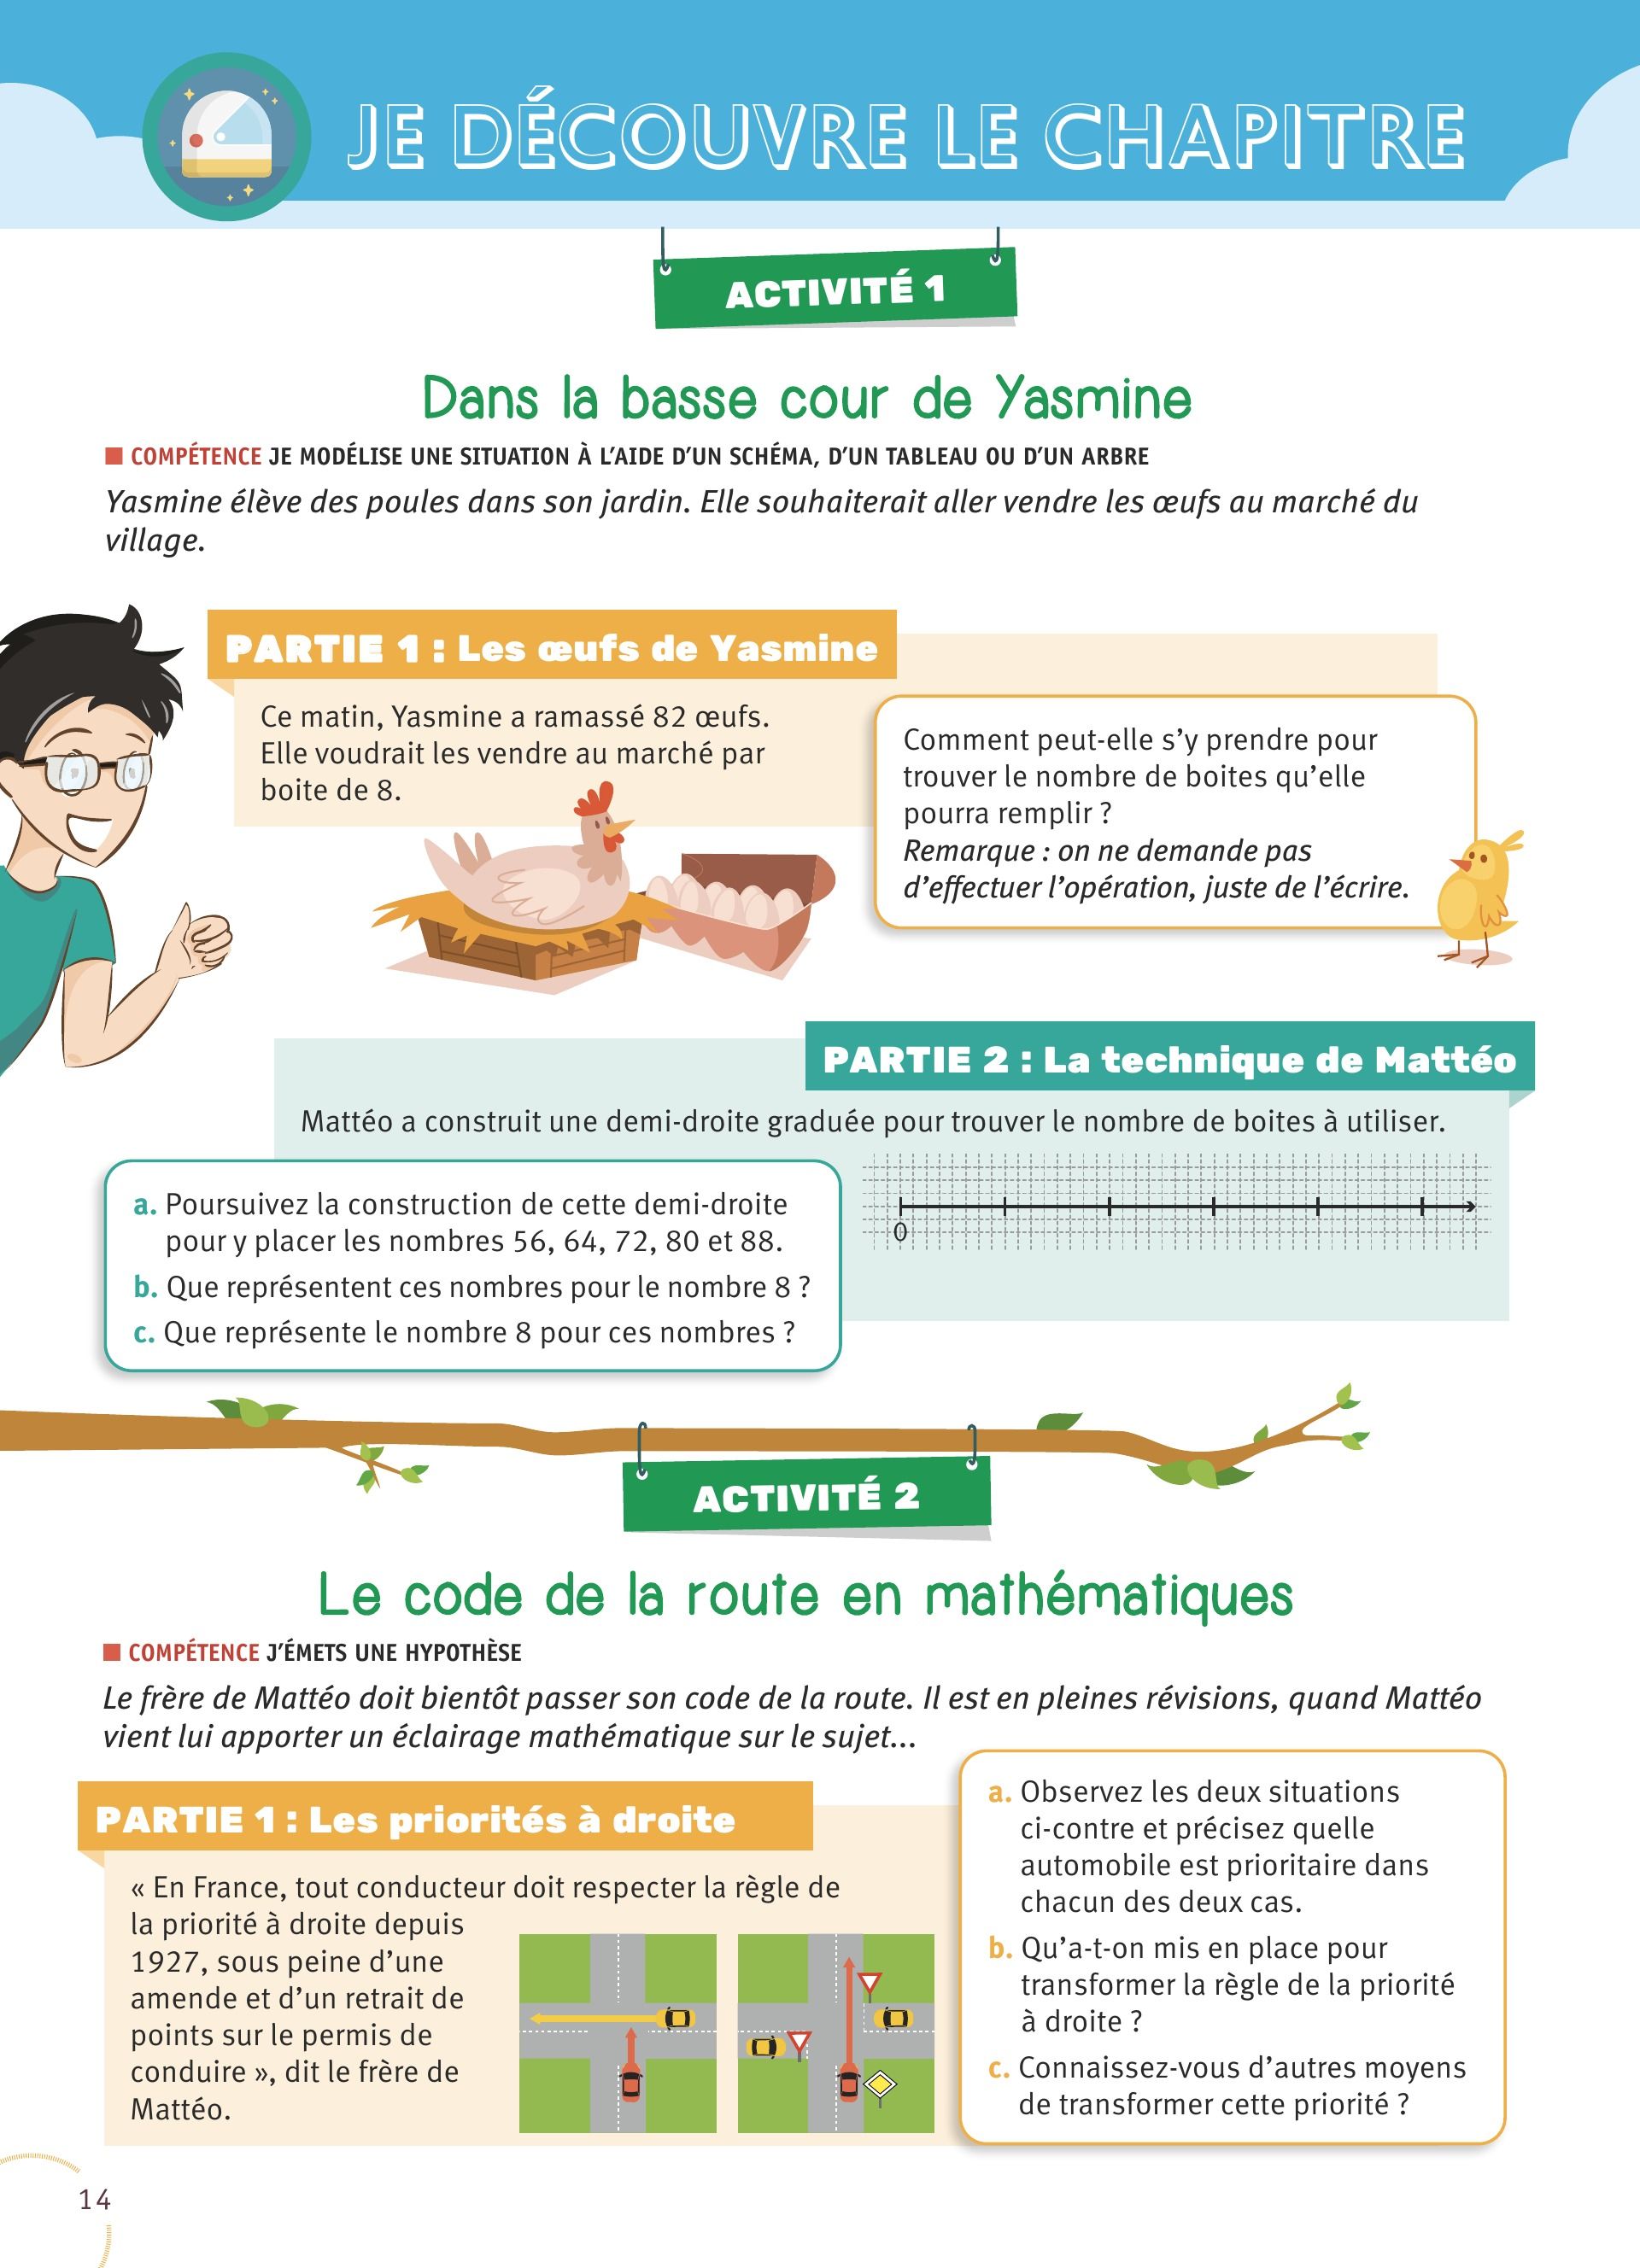 JE DÉCOUVRE LE CHAPITRE
ACTIVITÉ 1
Dans la basse cour de Yasmine
COMPÉTENCE JE MODÉLISE UNE SITUATION À L’AIDE D’UN SCHÉMA, D’UN TABLEAU OU D’UN ARBRE
Yasmine élève des poules dans son jardin. Elle souhaiterait aller vendre les œufs au marché du
village.
PARTIE 1 : Les œufs de Yasmine
Ce matin, Yasmine a ramassé 82 œufs.
Elle voudrait les vendre au marché par
boite de 8.
Comment peut-elle s’y prendre pour
trouver le nombre de boites qu’elle
pourra remplir ?
Remarque : on ne demande pas
d’effectuer l’opération, juste de l’écrire.
PARTIE 2 : La technique de Mattéo
Mattéo a construit une demi-droite graduée pour trouver le nombre de boites à utiliser.
a. Poursuivez la construction de cette demi-droite
pour y placer les nombres 56, 64, 72, 80 et 88.
b. Que représentent ces nombres pour le nombre 8 ?
c. Que représente le nombre 8 pour ces nombres ?
0
ACTIVITÉ 2
Le code de la route en mathématiques
COMPÉTENCE J’ÉMETS UNE HYPOTHÈSE
Le frère de Mattéo doit bientôt passer son code de la route. Il est en pleines révisions, quand Mattéo
vient lui apporter un éclairage mathématique sur le sujet...
PARTIE 1 : Les priorités à droite
« En France, tout conducteur doit respecter la règle de
la priorité à droite depuis
1927, sous peine d’une
amende et d’un retrait de
points sur le permis de
conduire », dit le frère de
Mattéo.
a. Observez les deux situations
ci-contre et précisez quelle
automobile est prioritaire dans
chacun des deux cas.
b. Qu’a-t-on mis en place pour
transformer la règle de la priorité
à droite ?
c. Connaissez-vous d’autres moyens
de transformer cette priorité ?
14